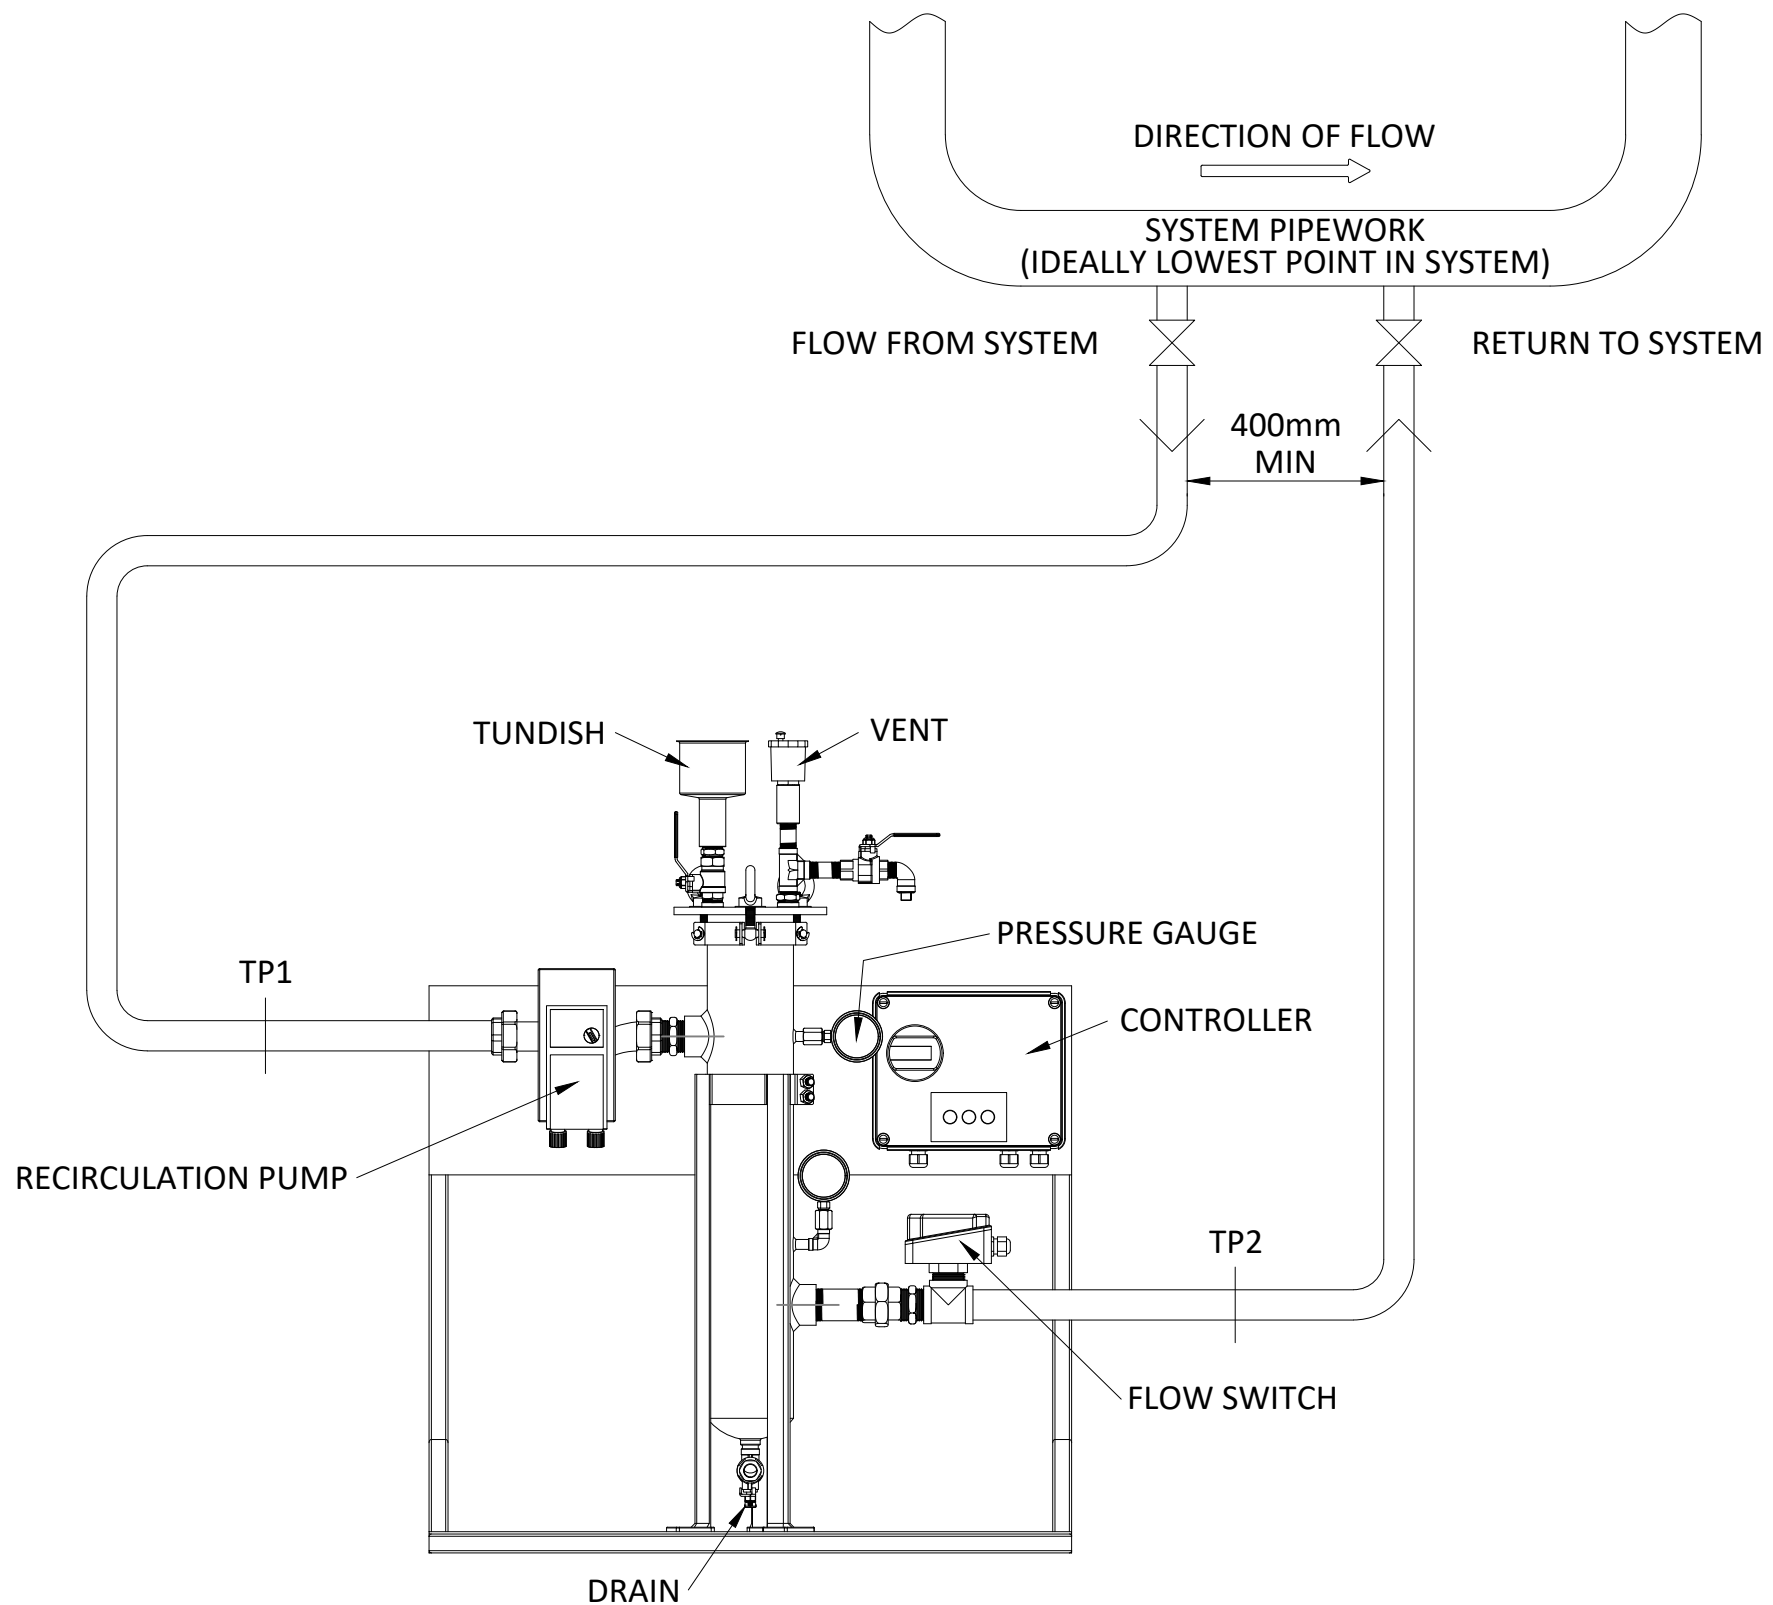 DIRECTION OF FLOW
SYSTEM PIPEWORK
(IDEALLY LOWEST POINT IN SYSTEM)
FLOW FROM SYSTEM
RETURN TO SYSTEM
400mm
MIN
TUNDISH
VENT
PRESSURE GAUGE
TP1
CONTROLLER
RECIRCULATION PUMP
TP2
FLOW SWITCH
DRAIN